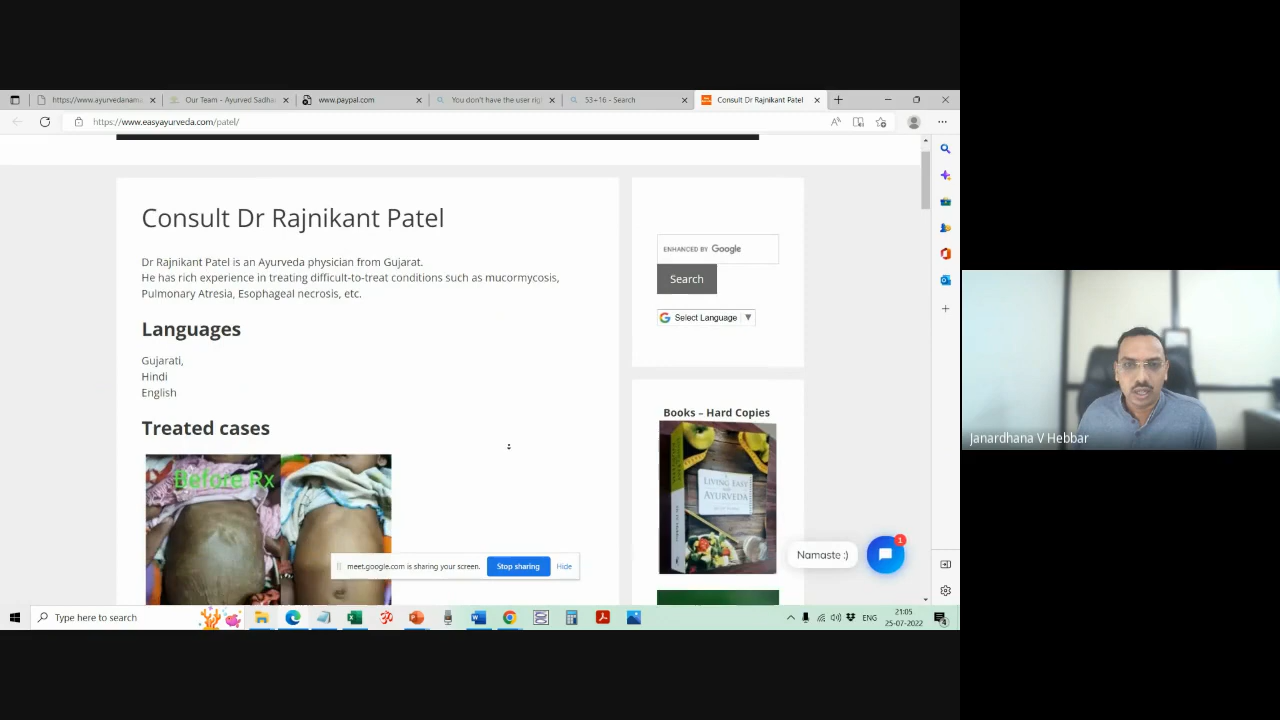 https://www.ayurvedanam
Our Team - Ayurved Sadha
www.paypal.com
You don't have the user rig
53÷16 - Search
Consult Dr Rajnikant Patel
https://www.easyayurveda.com/patel/
Consult Dr Rajnikant Patel
Dr Rajnikant Patel is an Ayurveda physician from Gujarat.
He has rich experience in treating difficult-to-treat conditions such as mucormycosis,
Pulmonary Atresia, Esophageal necrosis, etc.
Languages
Gujarati,
Hindi
English
Treated cases
Before Rx
ENHANCED BY Google
Search
Select Language ▼
Books – Hard Copies
LIVING EASY
AYURVEDA
Namaste :)
1
meet.google.com is sharing your screen.
Stop sharing
Hide
Janardhana V Hebbar
Type here to search
ENG
21:05
25-07-2022
4